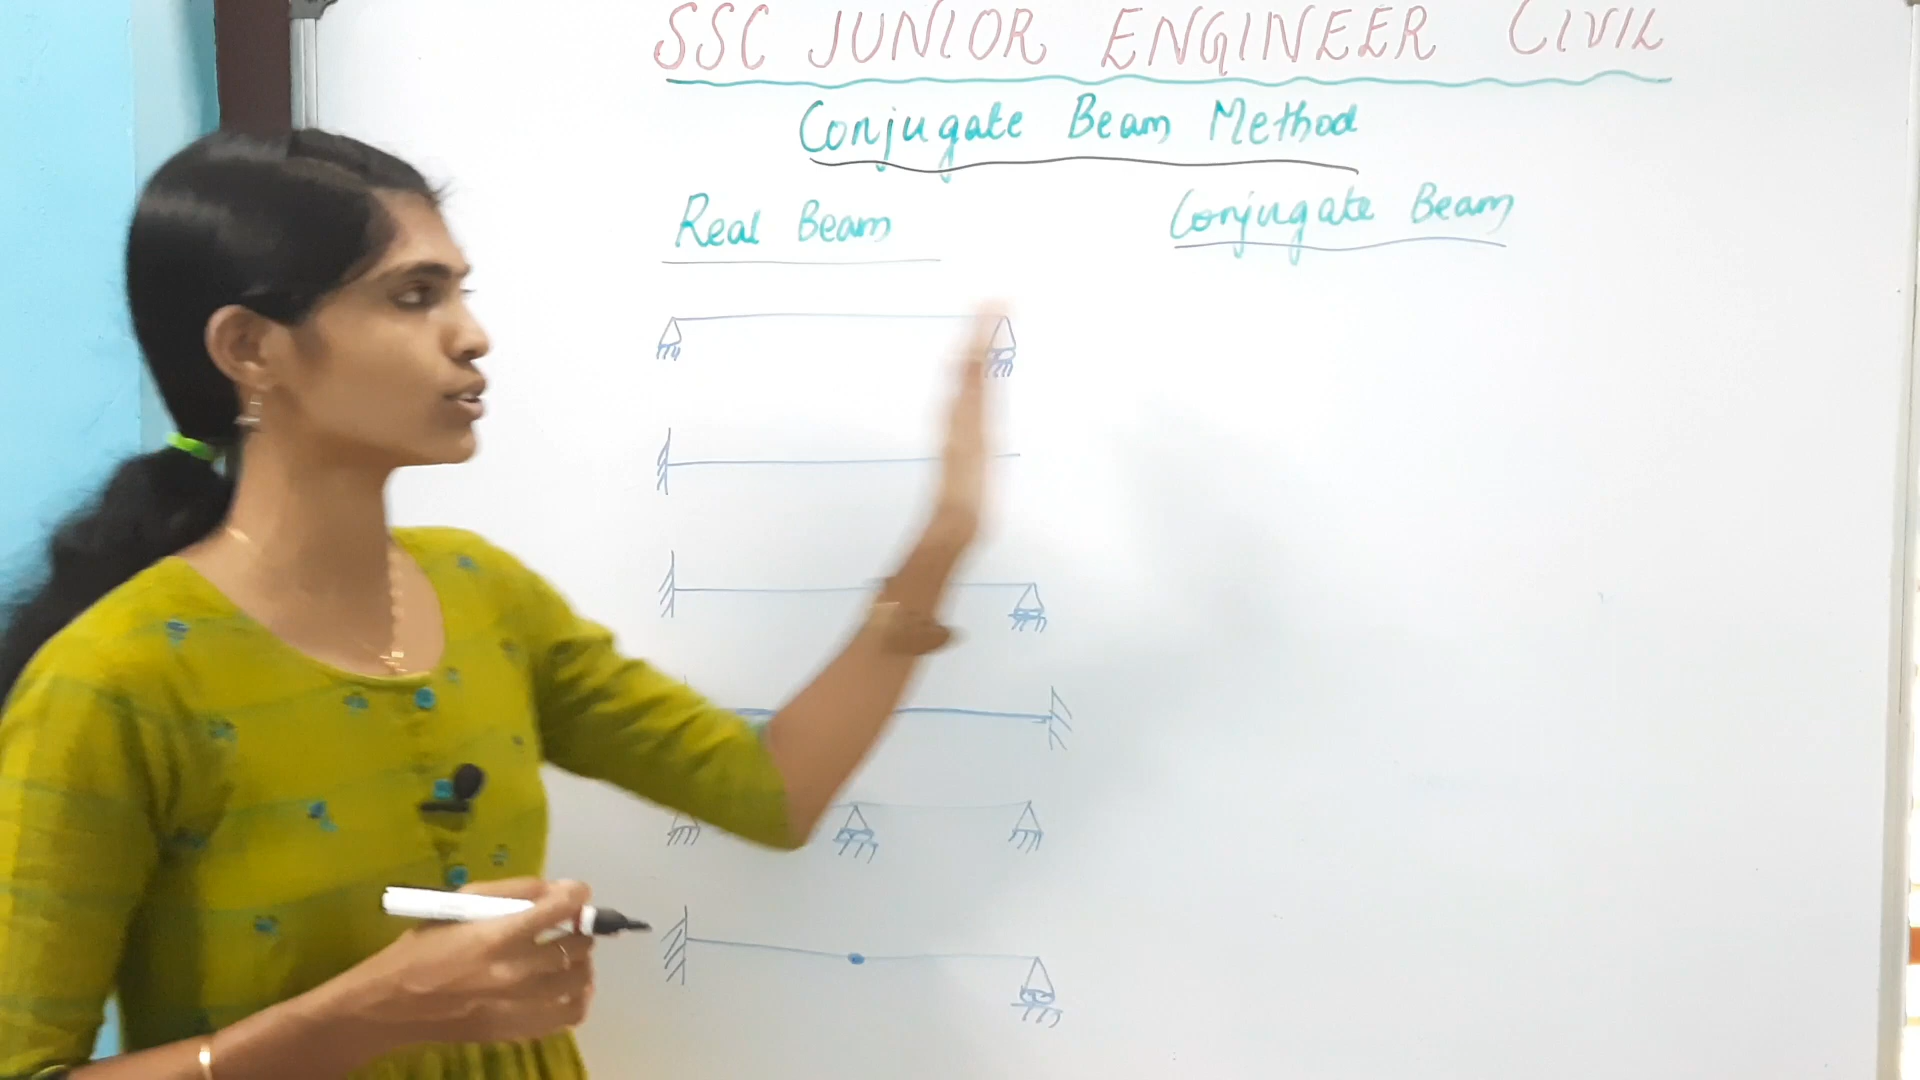 SSC JUNIOR ENGINEER CIVIL
Conjugate Beam Method
Real Beam
Conjugate Beam